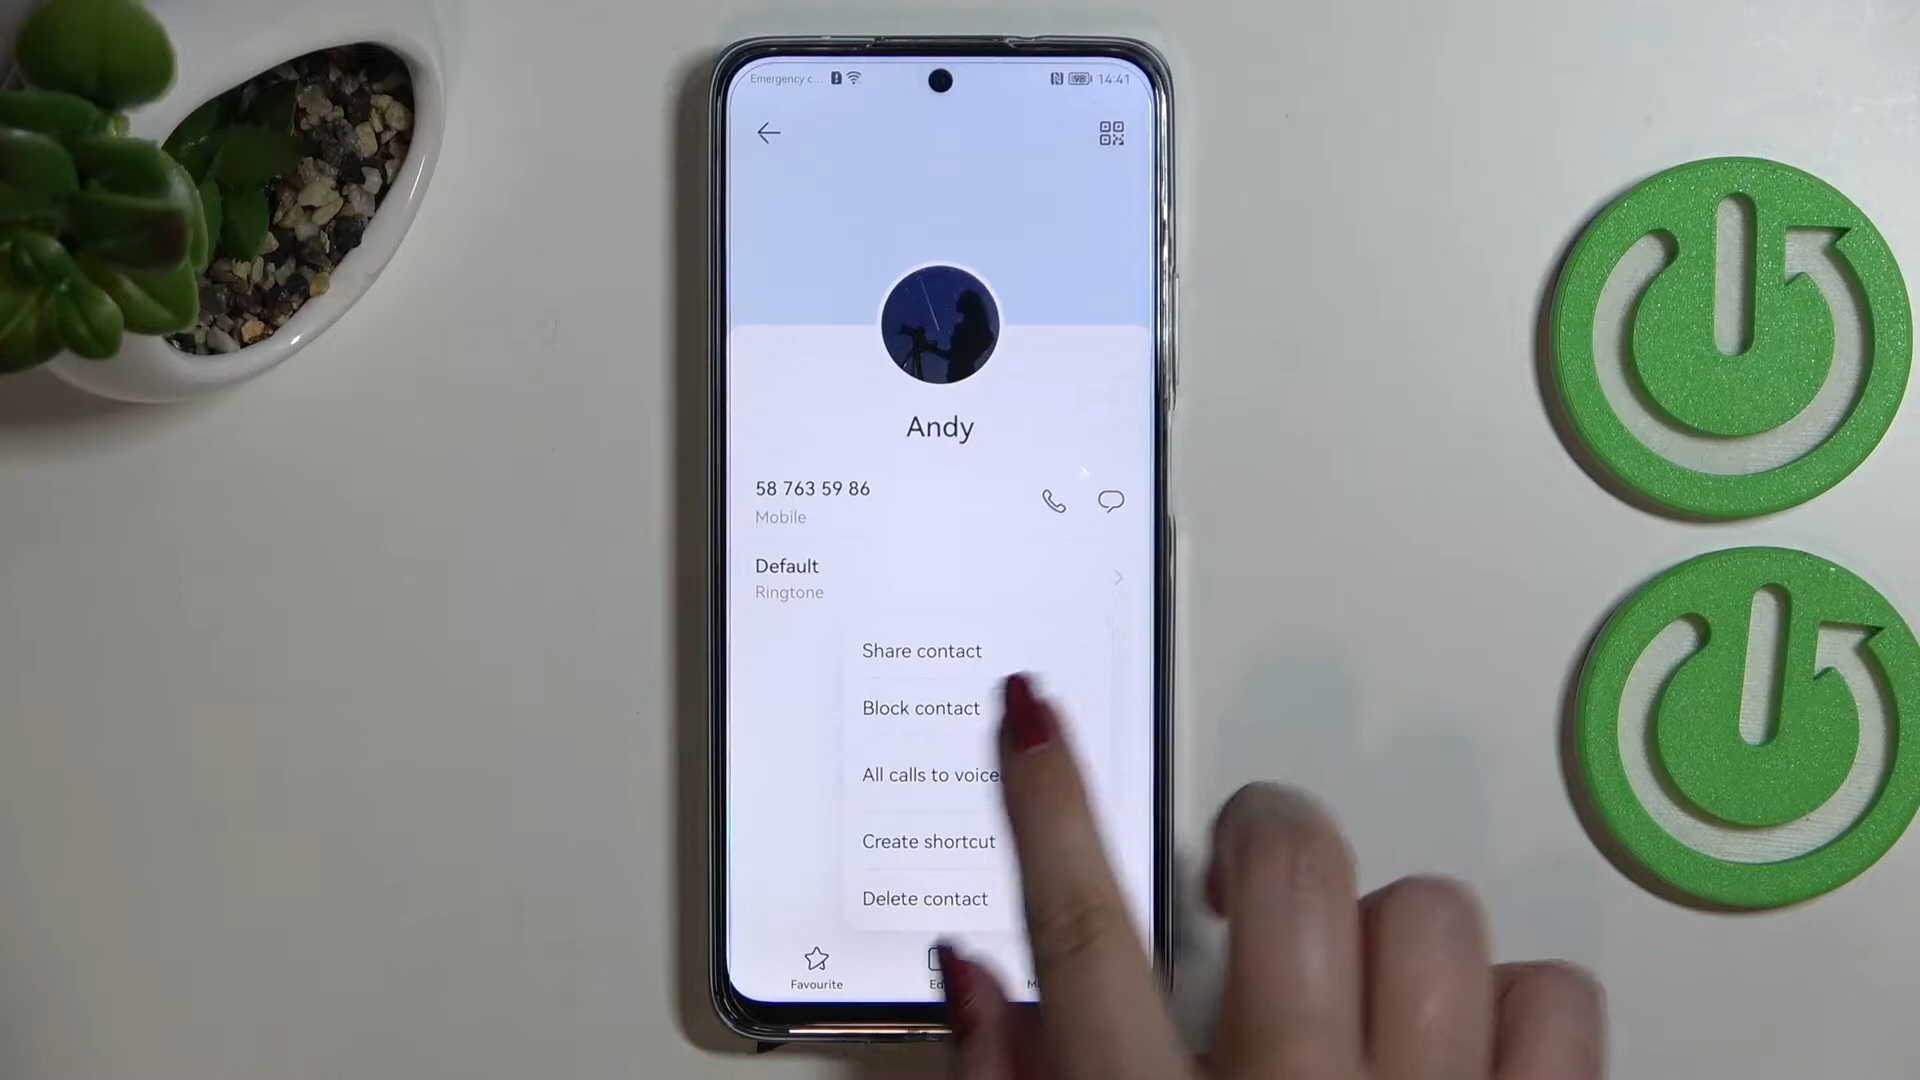 Emergency c...
98
14:41
Andy
58 763 59 86
Mobile
Default
Ringtone
Share contact
Block contact
All calls to voice
Create shortcut
Delete contact
Favourite